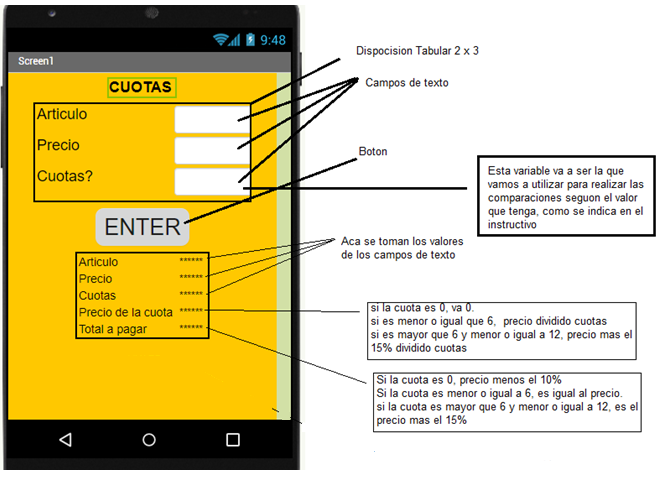 9:48
Screen1
CUOTAS
Articulo
Precio
Cuotas?
ENTER
Articulo ******
Precio ******
Cuotas ******
Precio de la cuota ******
Total a pagar ******
Dispocision Tabular 2 x 3
Campos de texto
Boton
Esta variable va a ser la que
vamos a utilizar para realizar las
comparaciones seguon el valor
que tenga, como se indica en el
instructivo
Aca se toman los valores
de los campos de texto
si la cuota es 0, va 0.
si es menor o igual que 6, precio dividido cuotas
si es mayor que 6 y menor o igual a 12, precio mas el
15% dividido cuotas
Si la cuota es 0, precio menos el 10%
Si la cuota es menor o igual a 6, es igual al precio.
si la cuota es mayor que 6 y menor o igual a 12, es el
precio mas el 15%